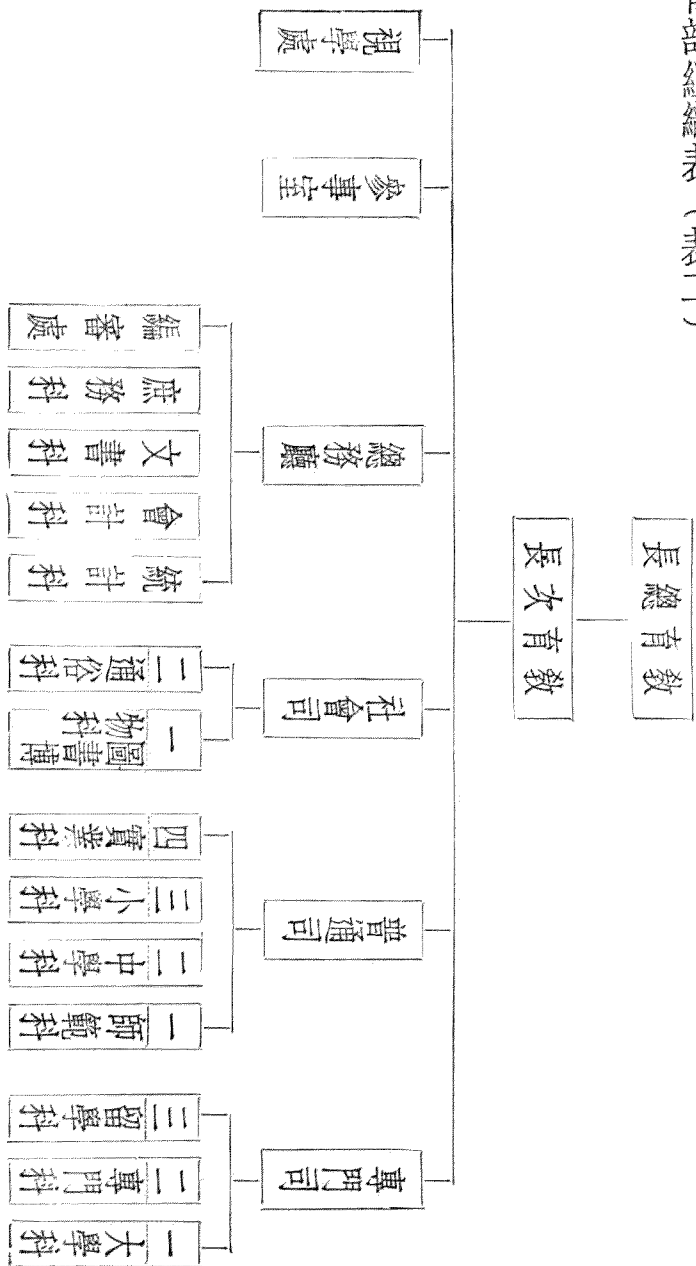 部組織表（表二）
教育總長
教育次長
專門司
普通司
社會司
總務廳
參事室
視學處
一 大學科
二 專門科
三 留學科
一 師範科
二 中學科
三 小學科
四 實業科
一 圖書博
物科
二 通俗科
統計科
會計科
文書科
庶務科
編審處